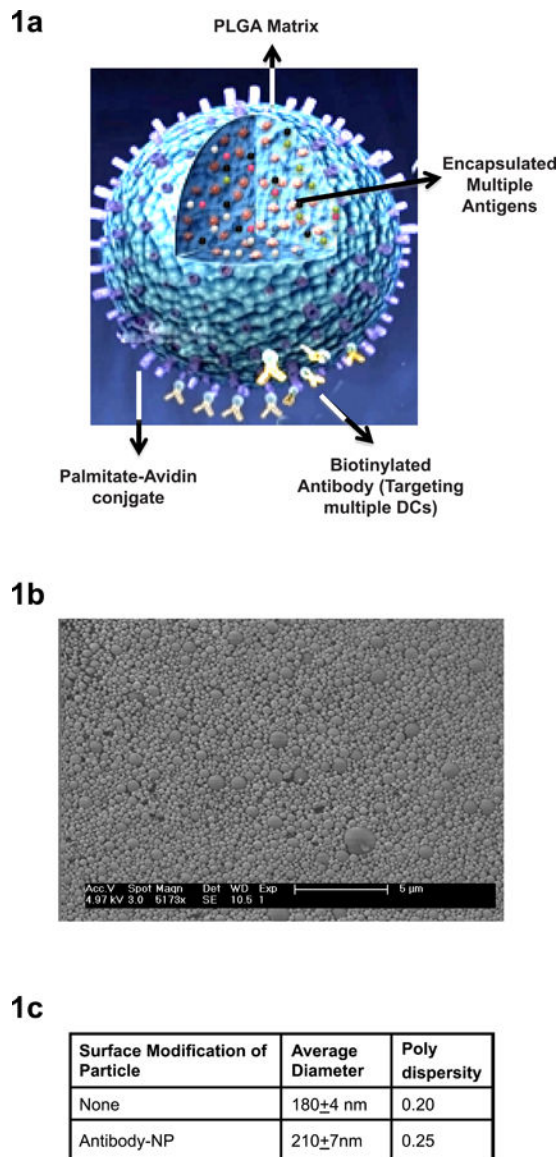 1a
PLGA Matrix
Encapsulated
Multiple
Antigens
Palmitate-Avidin
conjgate
Biotinylated
Antibody (Targeting
multiple DCs)
1b
Acc.V Spot Magn Det WD Exp
4.97 kV 3.0 5173x SE 10.5 1
5 µm
1c
Surface Modification of Particle Average Diameter Poly dispersity
None 180±4 nm 0.20
Antibody-NP 210±7nm 0.25